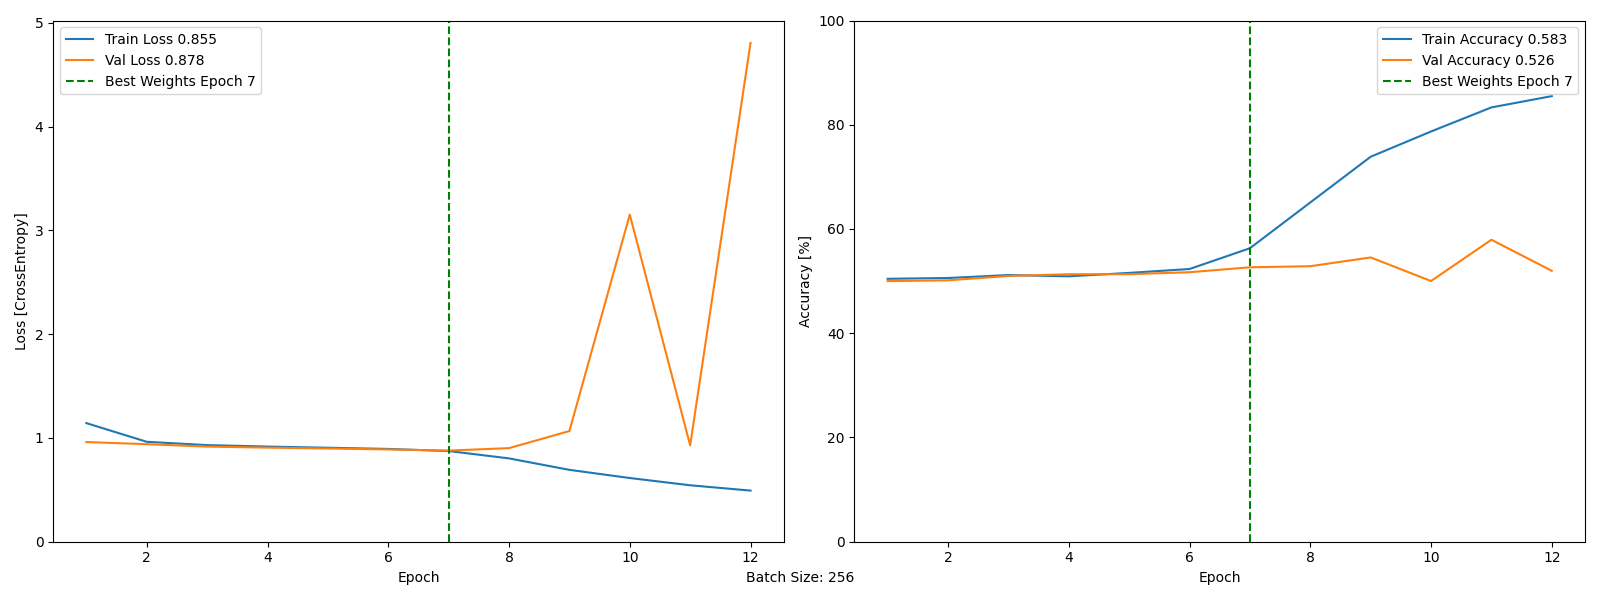 Train Loss 0.855
Val Loss 0.878
Best Weights Epoch 7
Loss [CrossEntropy]
5
4
3
2
1
0
2 4 6 8 10 12
Epoch
Train Accuracy 0.583
Val Accuracy 0.526
Best Weights Epoch 7
Accuracy [%]
100
80
60
40
20
0
2 4 6 8 10 12
Epoch
Batch Size: 256